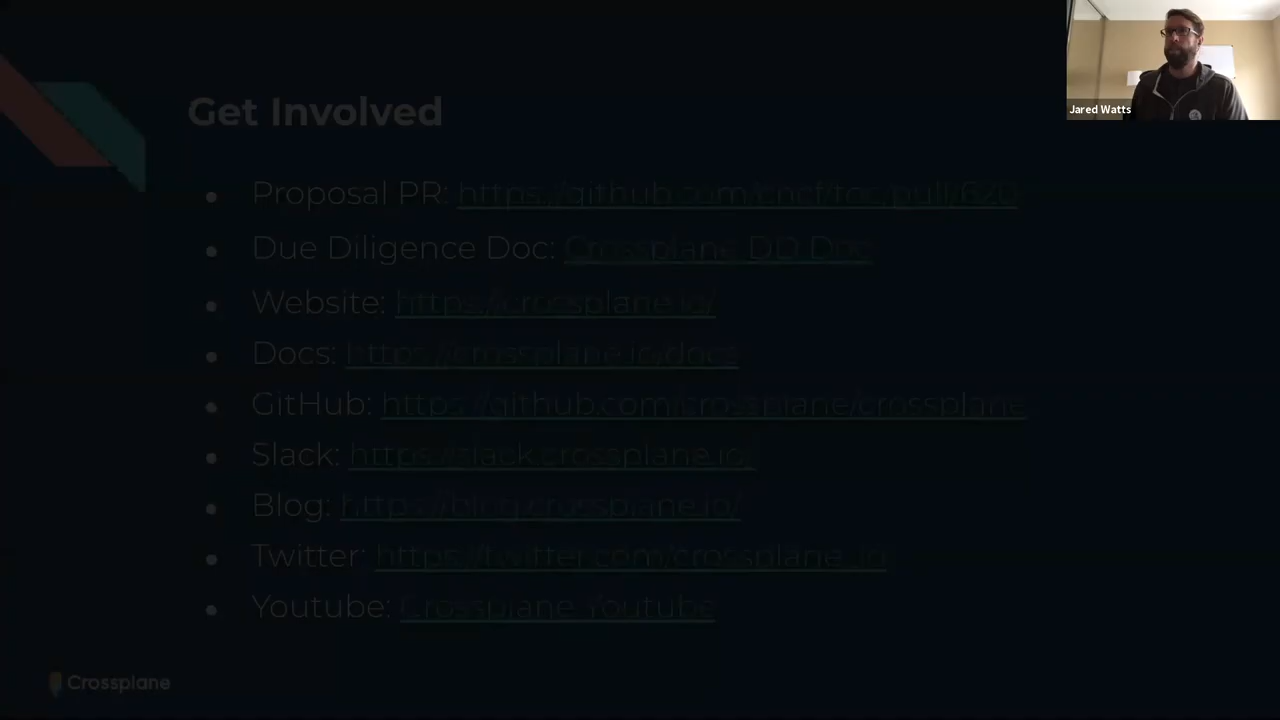 Jared Watts
Get Involved
Proposal PR: https://github.com/cncf/toc/pull/620
Due Diligence Doc: Crossplane DD Doc
Website: https://crossplane.io/
Docs: https://crossplane.io/docs
GitHub: https://github.com/crossplane/crossplane
Slack: https://slack.crossplane.io/
Blog: https://blog.crossplane.io/
Twitter: https://twitter.com/crossplane_io
Youtube: Crossplane Youtube
Crossplane